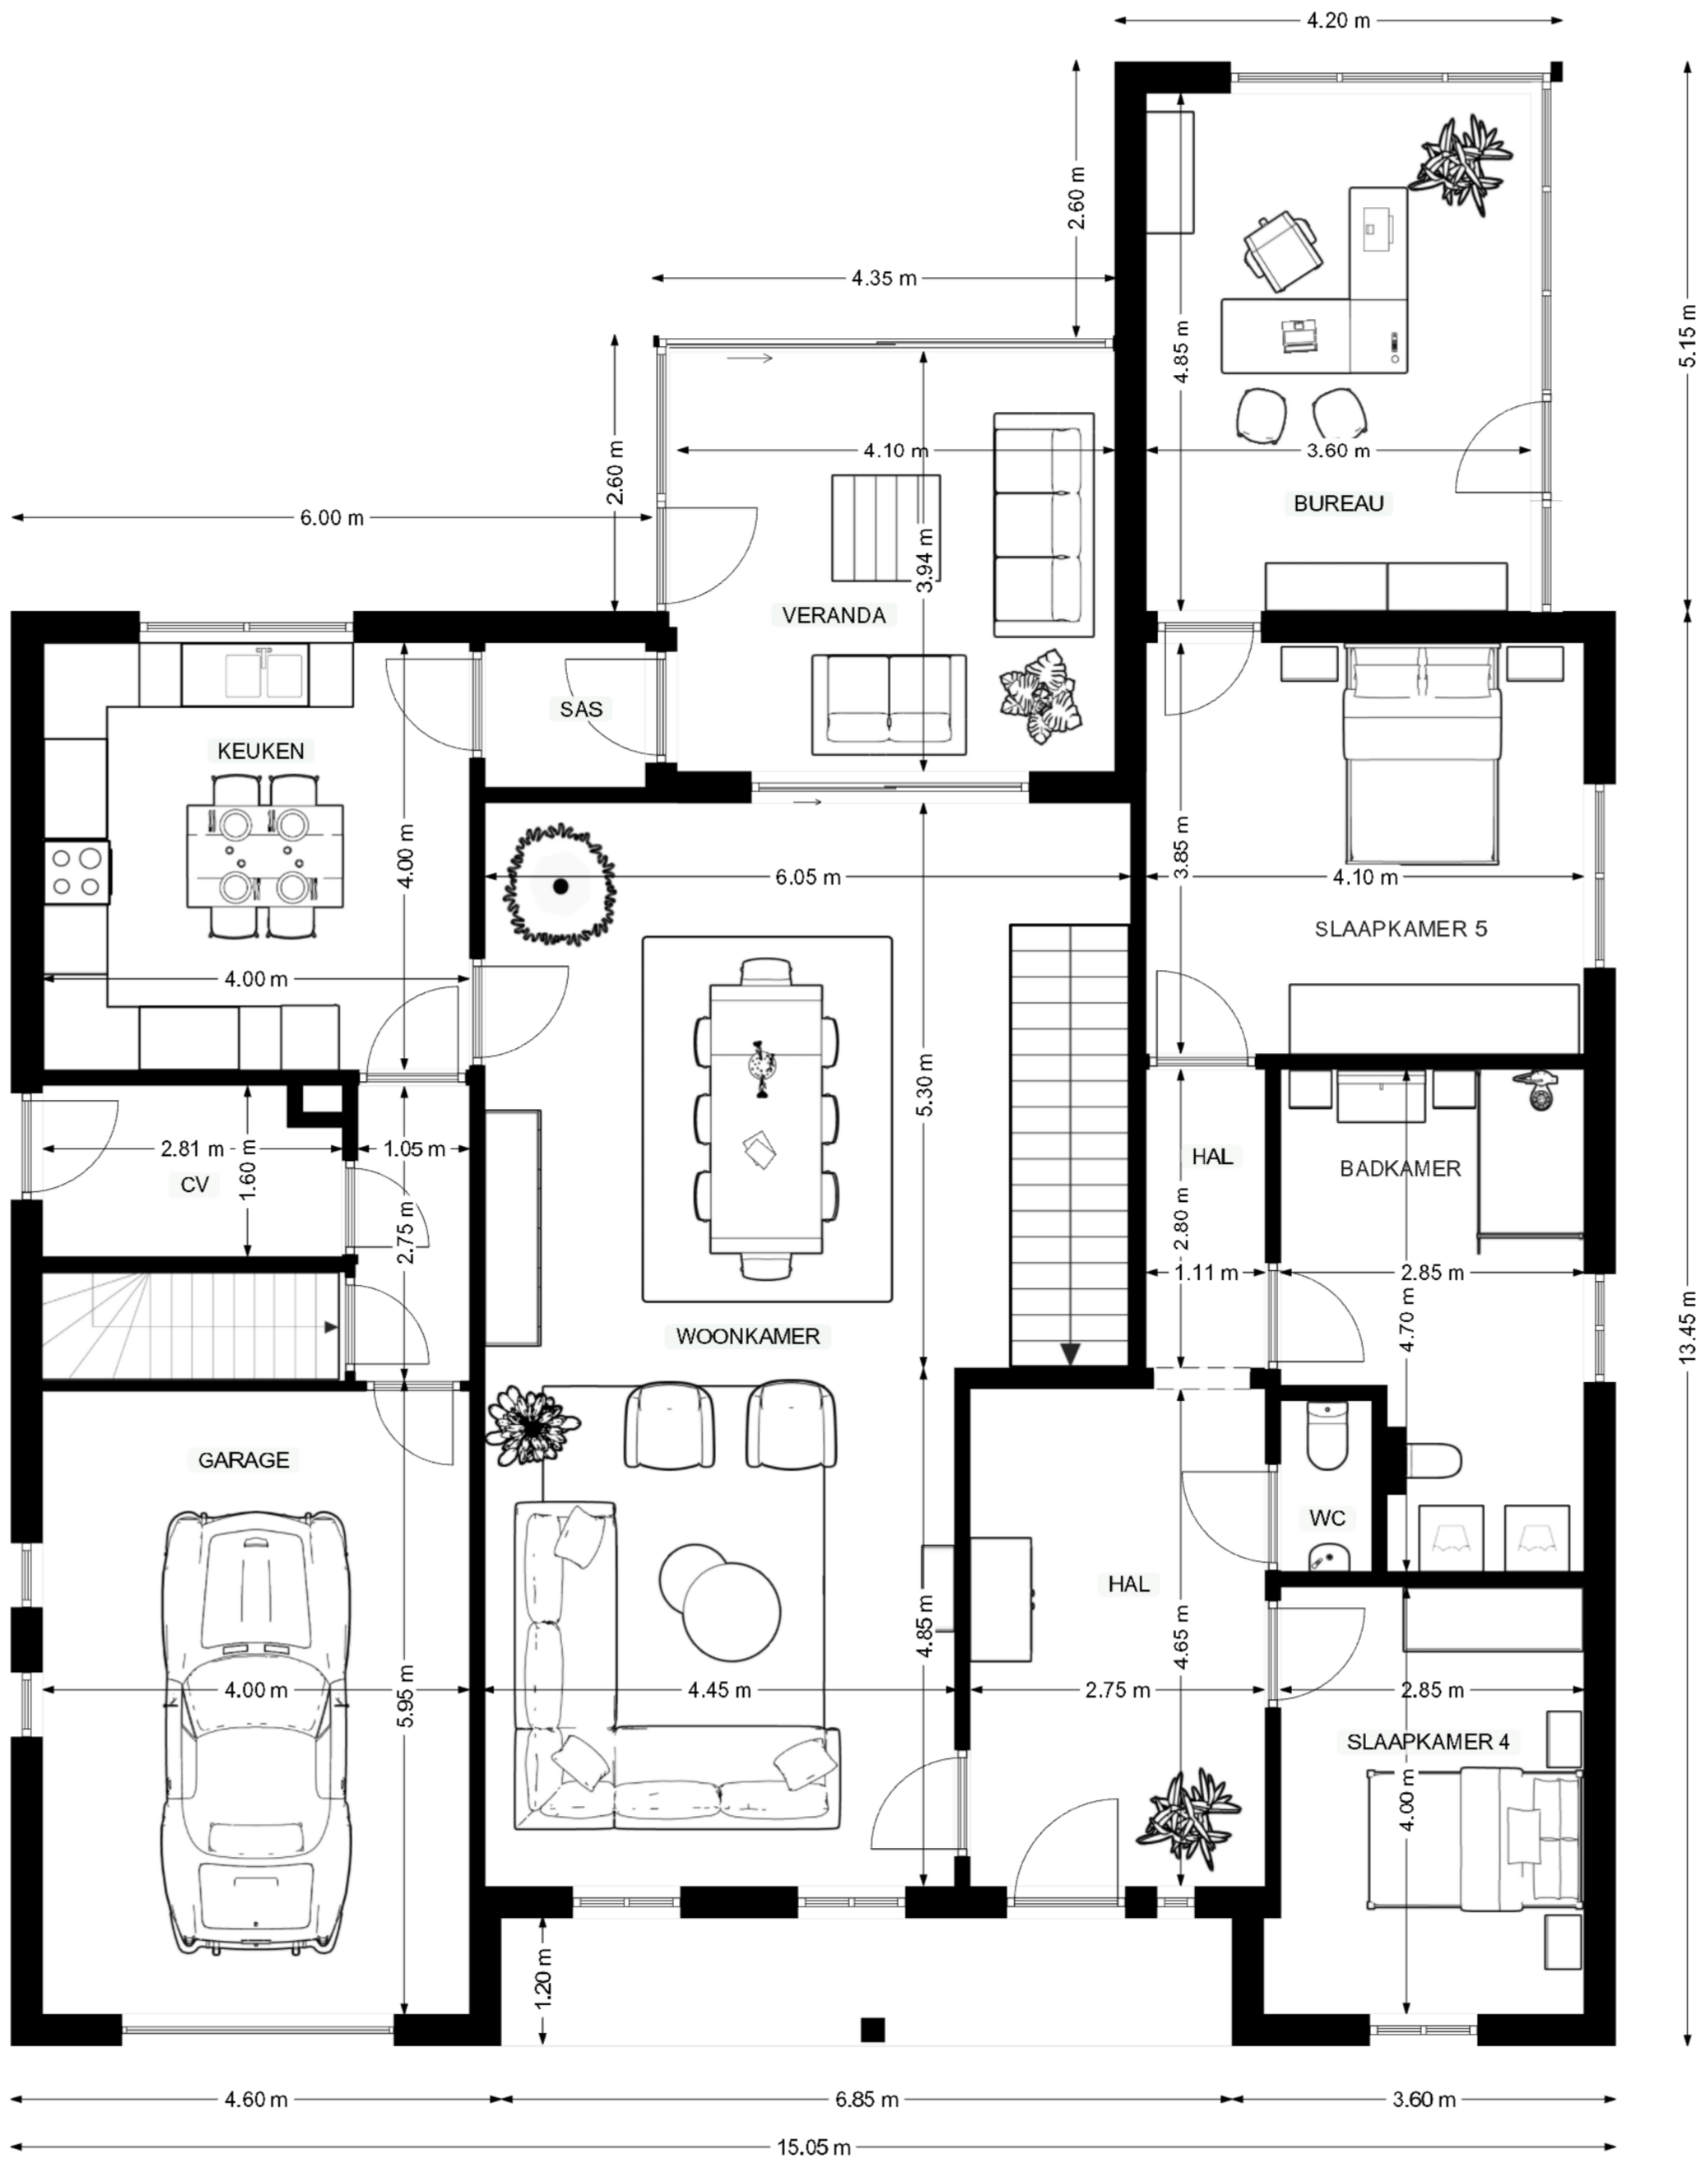 4.20 m
2.60 m
4.35 m
5.15 m
4.85 m
4.10 m
3.60 m
2.60 m
BUREAU
6.00 m
3.94 m
VERANDA
SAS
KEUKEN
4.00 m
3.85 m
6.05 m
4.10 m
SLAAPKAMER 5
4.00 m
5.30 m
2.81 m
1.60 m
1.05 m
CV
HAL
BADKAMER
2.75 m
2.80 m
1.11 m
2.85 m
4.70 m
13.45 m
WOONKAMER
GARAGE
WC
HAL
4.85 m
4.65 m
5.95 m
4.00 m
4.45 m
2.75 m
2.85 m
SLAAPKAMER 4
4.00 m
1.20 m
4.60 m
6.85 m
3.60 m
15.05 m